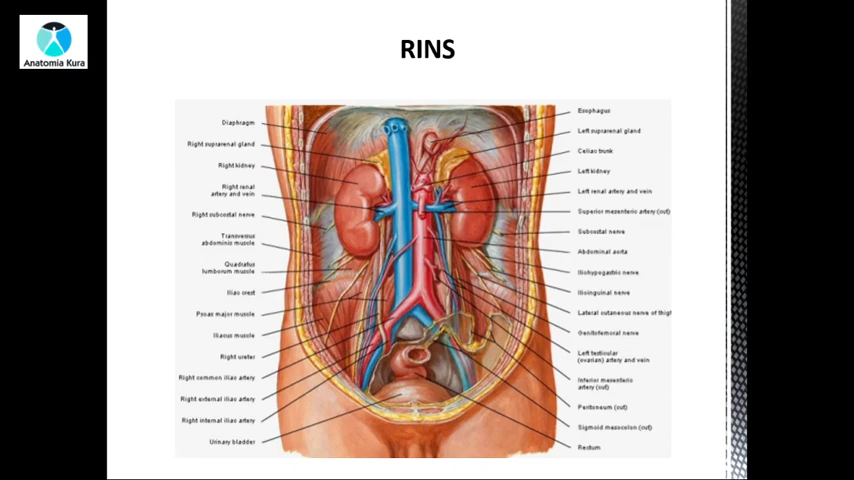 Anatomia Kura
RINS
Diaphragm
Right suprarenal gland
Right kidney
Right renal
artery and vein
Right subcostal nerve
Transversus
abdominis muscle
Quadratus
lumborum muscle
Iliac crest
Psoas major muscle
Iliacus muscle
Right ureter
Right common iliac artery
Right external iliac artery
Right internal iliac artery
Urinary bladder
Esophagus
Left suprarenal gland
Celiac trunk
Left kidney
Left renal artery and vein
Superior mesenteric artery (cut)
Subcostal nerve
Abdominal aorta
Iliohypogastric nerve
Ilioinguinal nerve
Lateral cutaneous nerve of thigh
Genitofemoral nerve
Left testicular
(ovarian) artery and vein
Inferior mesenteric
artery (cut)
Peritoneum (cut)
Sigmoid mesocolon (cut)
Rectum